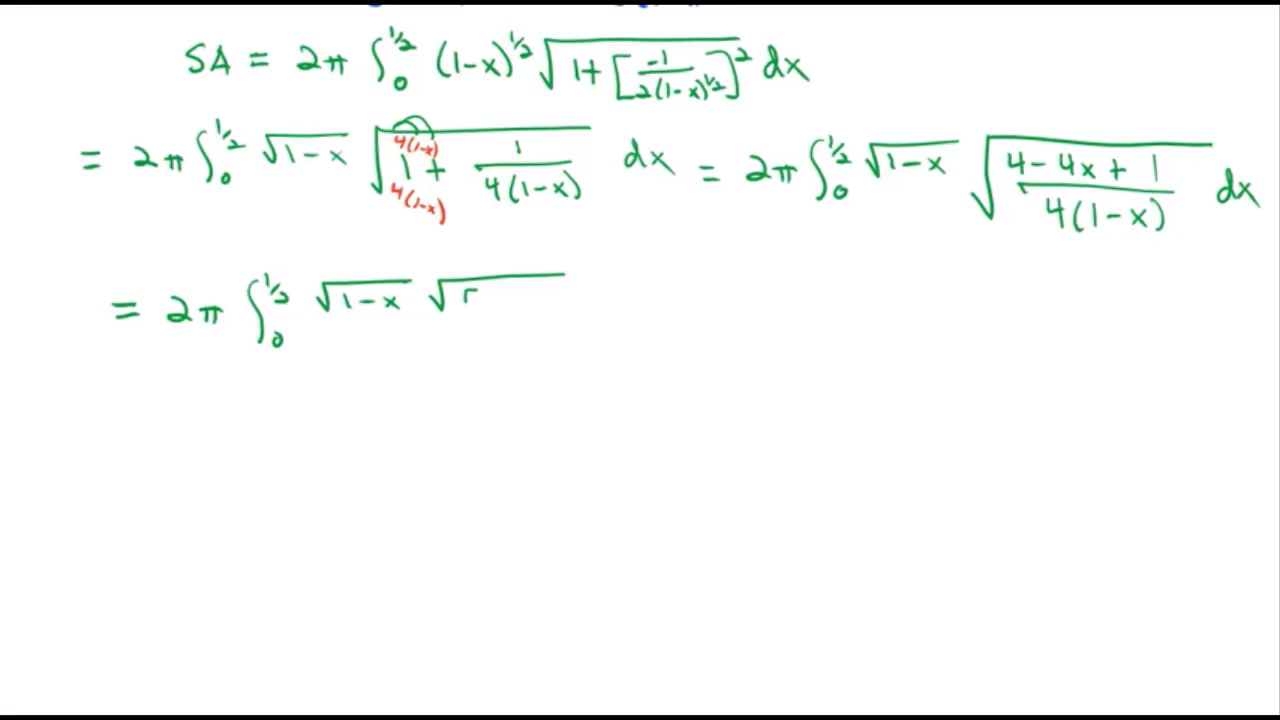 SA = 2π ∫₀^{1/2} (1-x)^{1/2} √(1+[-1/(2(1-x)^{1/2})]²) dx
= 2π ∫₀^{1/2} √(1-x) √(4(1-x)/4(1-x) 1 + 1/(4(1-x))) dx = 2π ∫₀^{1/2} √(1-x) √((4-4x+1)/(4(1-x))) dx
= 2π ∫₀^{1/2} √(1-x) √